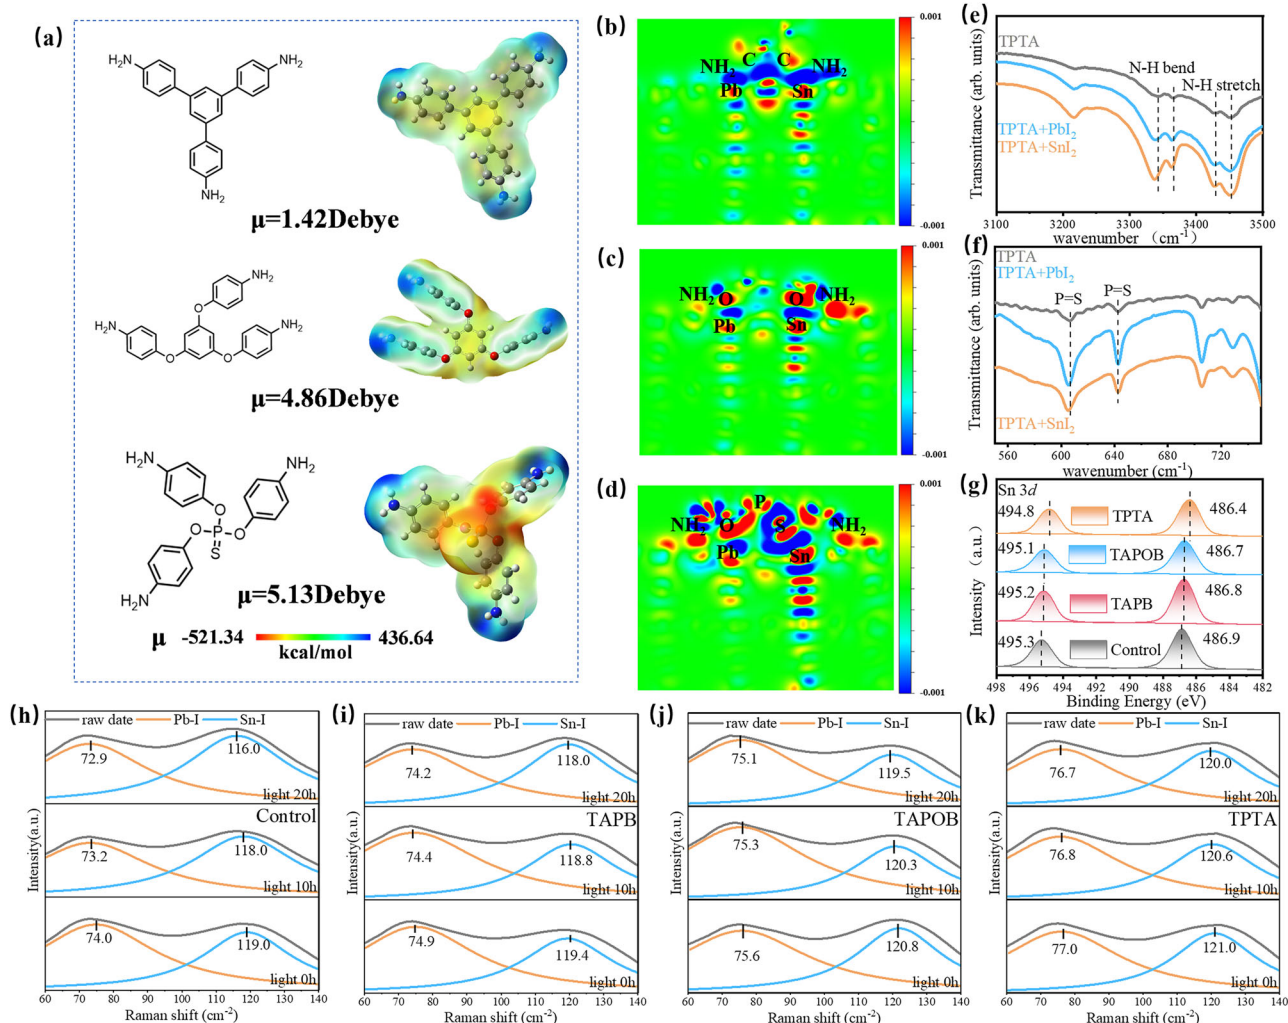 (a)
H₂N
NH₂
NH₂
μ=1.42Debye
NH₂
O
H₂N
NH₂
O
O
μ=4.86Debye
H₂N
NH₂
O
O
P
O
S
H₂N
μ=5.13Debye
μ -521.34 436.64
kcal/mol
(b)
0.001
C C
NH₂ NH₂
Pb Sn
-0.001
(c)
0.001
NH₂ O O NH₂
Pb Sn
-0.001
(d)
0.001
P
NH₂ O S NH₂
Pb Sn
-0.001
(e)
TPTA
N-H bend
N-H stretch
TPTA+PbI₂
TPTA+SnI₂
Transmittance (arb. units)
3100 3200 3300 3400 3500
wavenumber （cm⁻¹）
(f)
TPTA
TPTA+PbI₂
P=S P=S
TPTA+SnI₂
Transmittance (arb. units)
560 600 640 680 720
wavenumber (cm⁻¹)
(g)
Sn 3d
494.8 TPTA 486.4
495.1 TAPOB 486.7
495.2 TAPB 486.8
495.3 Control 486.9
Intensity （a.u.）
498 496 494 492 490 488 486 484 482
Binding Energy (eV)
(h)
raw date Pb-I Sn-I
72.9 116.0
light 20h
Control
73.2 118.0
light 10h
74.0 119.0
light 0h
Intensity(a.u.)
60 70 80 90 100 110 120 130 140
Raman shift (cm⁻²)
(i)
raw date Pb-I Sn-I
74.2 118.0
light 20h
TAPB
74.4 118.8
light 10h
74.9 119.4
light 0h
Intensity(a.u.)
60 70 80 90 100 110 120 130 140
Raman shift (cm⁻²)
(j)
raw date Pb-I Sn-I
75.1 119.5
light 20h
TAPOB
75.3 120.3
light 10h
75.6 120.8
light 0h
Intensity(a.u.)
60 70 80 90 100 110 120 130 140
Raman shift (cm⁻²)
(k)
raw date Pb-I Sn-I
76.7 120.0
light 20h
TPTA
76.8 120.6
light 10h
77.0 121.0
light 0h
Intensity(a.u.)
60 70 80 90 100 110 120 130 140
Raman shift (cm⁻²)